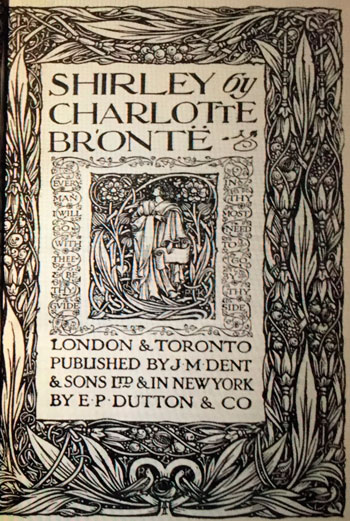 SHIRLEY by
CHARLOTTE
BRONTË
EVERY
MAN
I WILL
GO
WITH
THEE
& BE
THY
GUIDE
IN
THY
MOST
NEED
TO GO
BY THY
SIDE
LONDON & TORONTO
PUBLISHED BY J·M·DENT
& SONS LTD & IN NEW YORK
BY E·P·DUTTON & CO